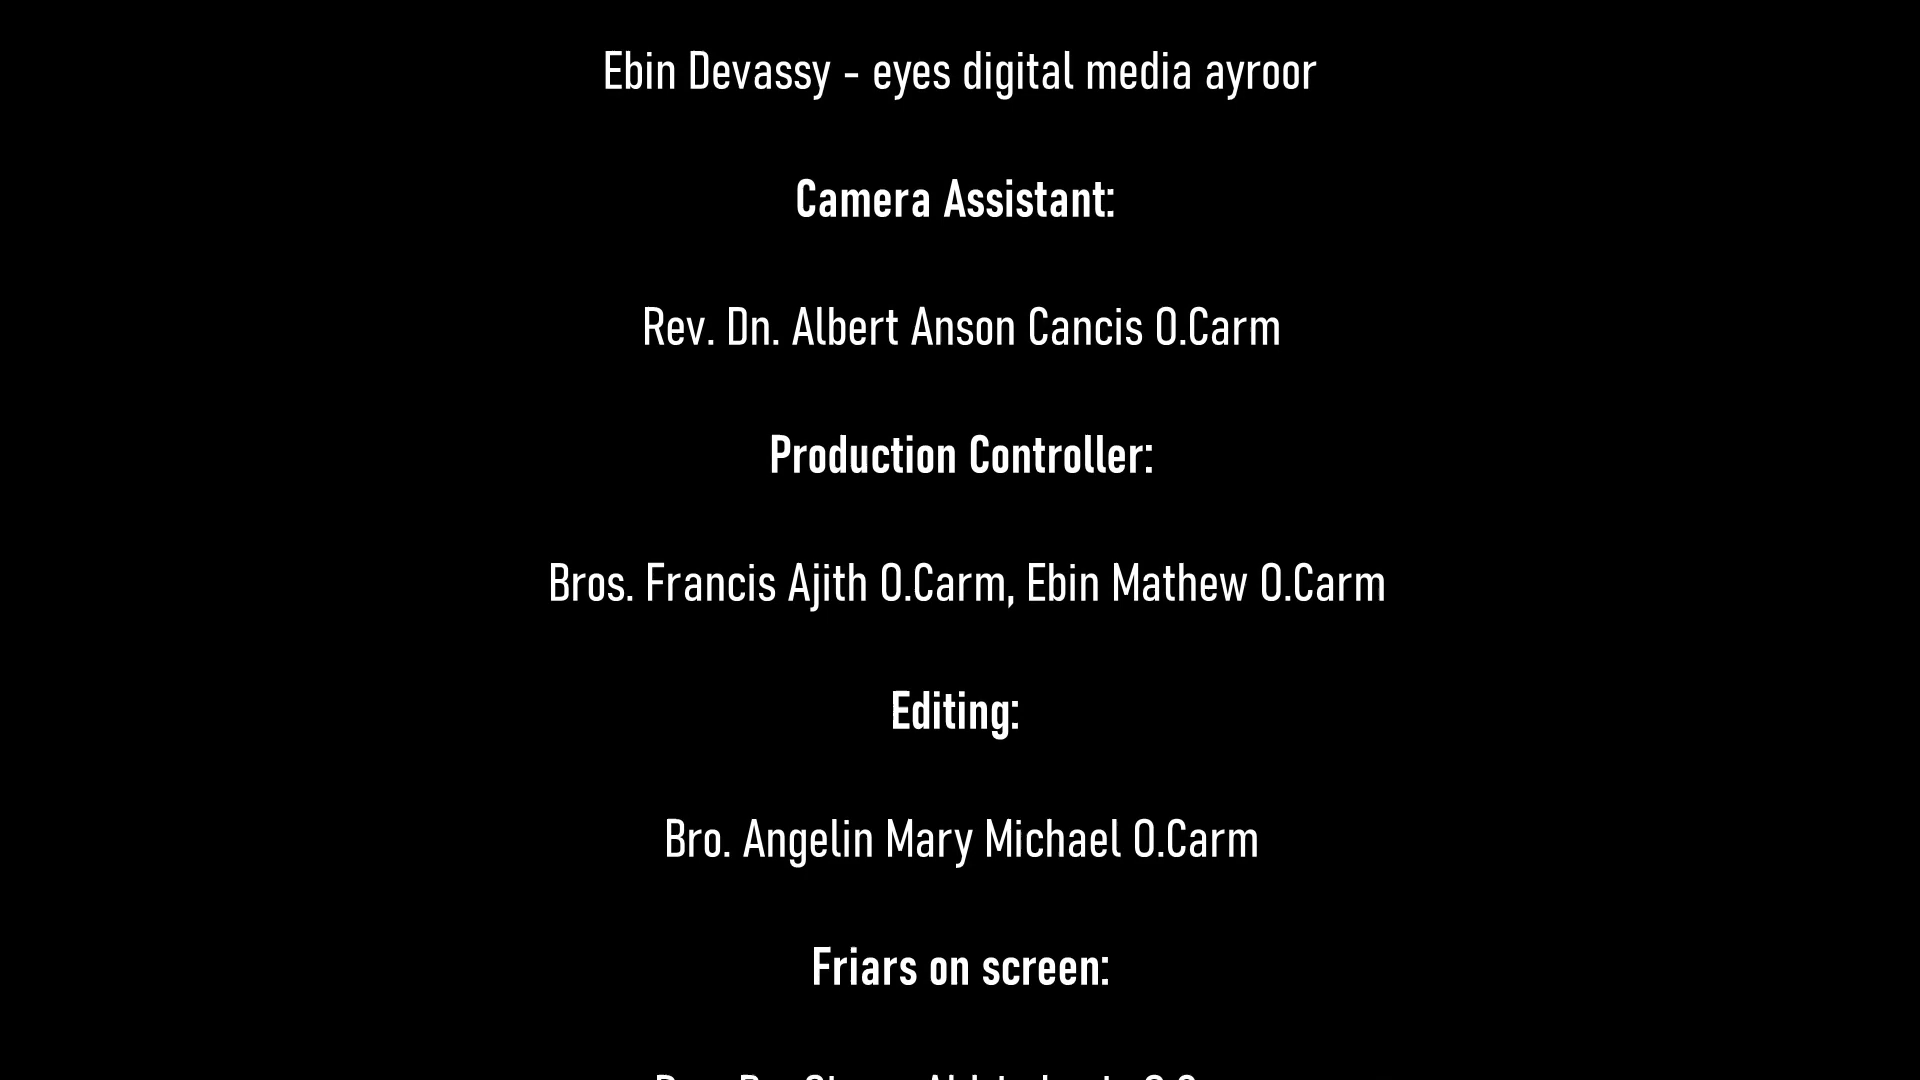 Ebin Devassy - eyes digital media ayroor
Camera Assistant:
Rev. Dn. Albert Anson Cancis O.Carm
Production Controller:
Bros. Francis Ajith O.Carm, Ebin Mathew O.Carm
Editing:
Bro. Angelin Mary Michael O.Carm
Friars on screen: